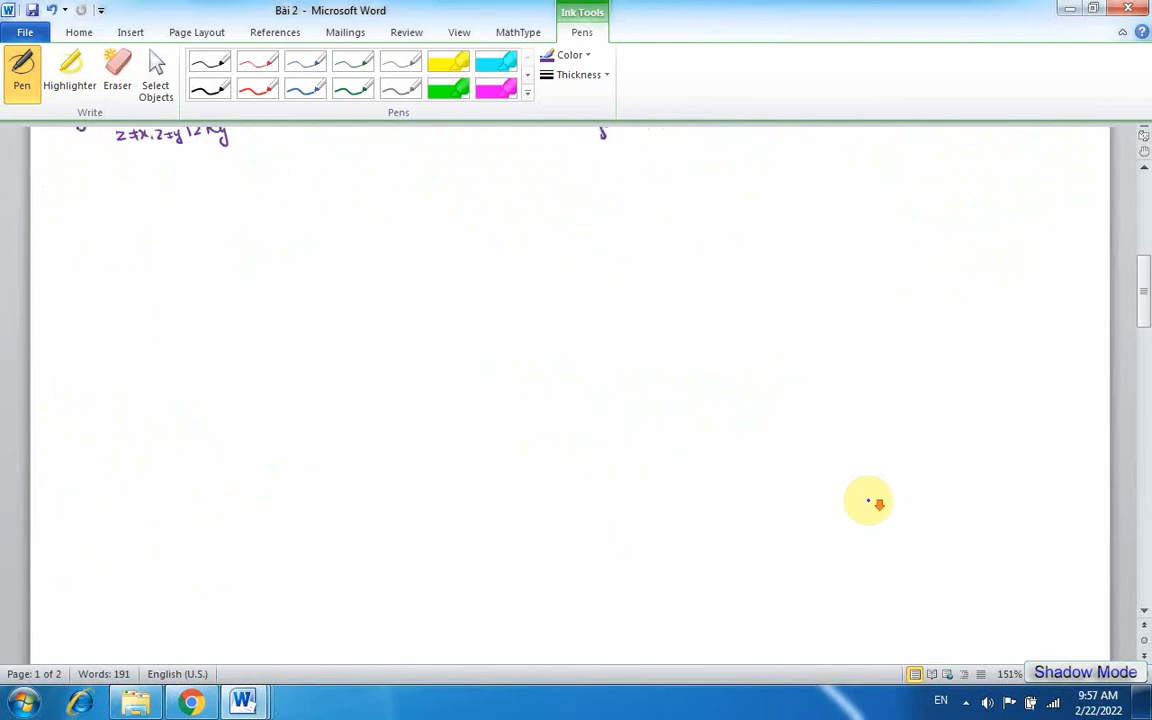 Bài 2 - Microsoft Word
Ink Tools
File Home Insert Page Layout References Mailings Review View MathType Pens
Pen
Highlighter
Eraser
Select Objects
Color
Thickness
Write
Pens
Page: 1 of 2 Words: 191 English (U.S.)
151%
Shadow Mode
EN
9:57 AM
2/22/2022